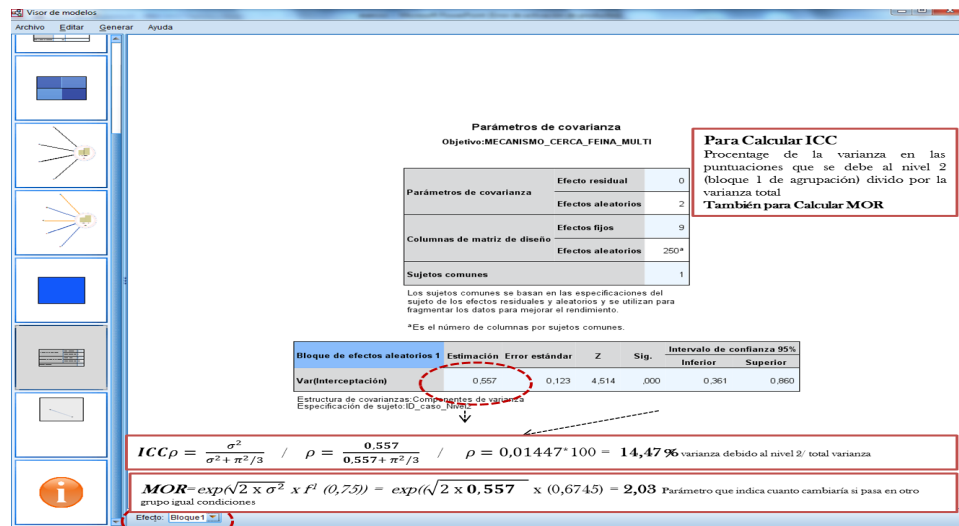 Visor de modelos
Archivo Editar Generar Ayuda
Parámetros de covarianza
Objetivo:MECANISMO_CERCA_FEINA_MULTI
Parámetros de covarianza
Efecto residual 0
Efectos aleatorios 2
Columnas de matriz de diseño
Efectos fijos 9
Efectos aleatorios 250ª
Sujetos comunes 1
Los sujetos comunes se basan en las especificaciones del
sujeto de los efectos residuales y aleatorios y se utilizan para
fragmentar los datos para mejorar el rendimiento.
ªEs el número de columnas por sujetos comunes.
Para Calcular ICC
Procentage de la varianza en las
puntuaciones que se debe al nivel 2
(bloque 1 de agrupación) divido por la
varianza total
También para Calcular MOR
Bloque de efectos aleatorios 1 Estimación Error estándar Z Sig. Intervalo de confianza 95%
Inferior Superior
Var(Interceptación) 0,557 0,123 4,514 ,000 0,361 0,860
Estructura de covarianzas:Componentes de varianza
Especificación de sujeto:ID_caso_Nivel2
ICCρ = σ²/(σ²+ π²/3) / ρ = 0,557/(0,557+ π²/3) / ρ = 0,01447*100 = 14,47% varianza debido al nivel 2/ total varianza
MOR=exp(√2 x σ² x f¹ (0,75)) = exp((√2 x 0,557 x (0,6745) = 2,03 Parámetro que indica cuanto cambiaría si pasa en otro
grupo igual condiciones
Efecto: Bloque1